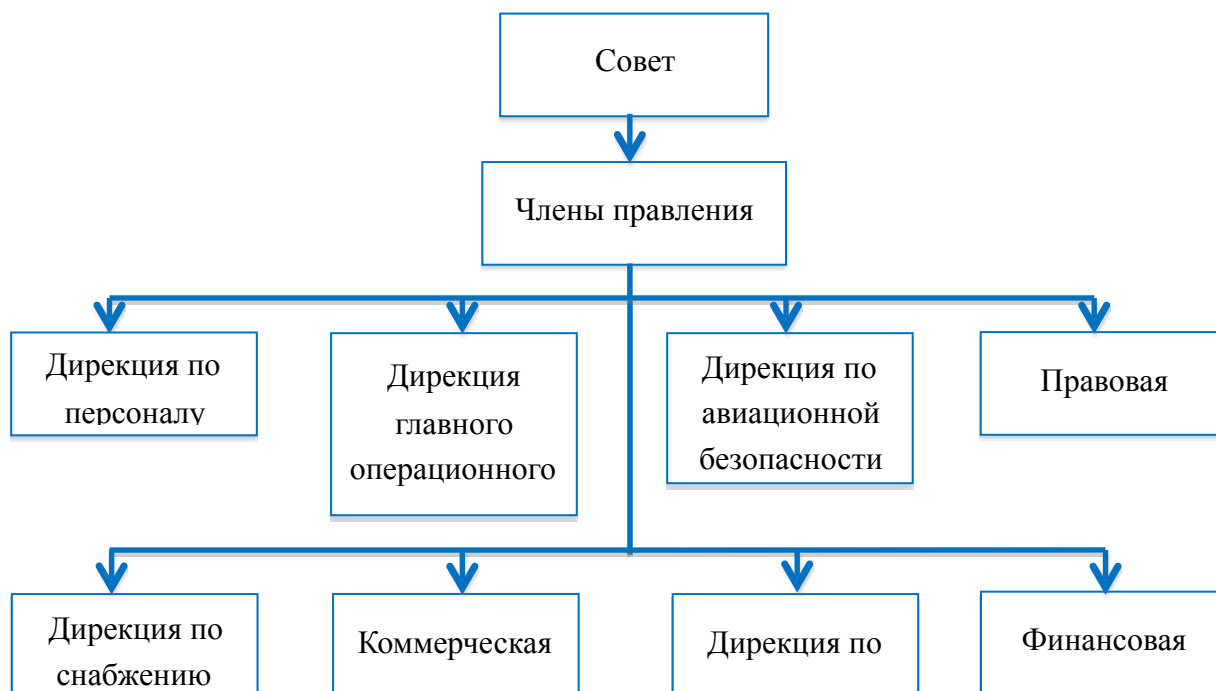 Совет
Члены правления
Дирекция по
персоналу
Дирекция
главного
операционного
Дирекция по
авиационной
безопасности
Правовая
Дирекция по
снабжению
Коммерческая
Дирекция по
Финансовая